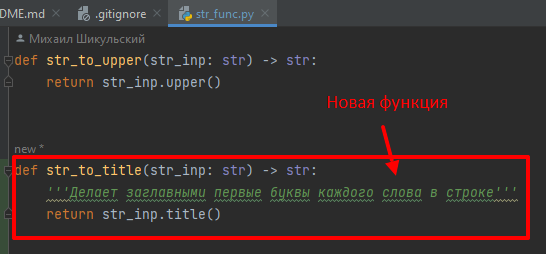 DME.md .gitignore str_func.py
Михаил Шикульский
def str_to_upper(str_inp: str) -> str:
return str_inp.upper()
Новая функция
new *
def str_to_title(str_inp: str) -> str:
'''Делает заглавными первые буквы каждого слова в строке'''
return str_inp.title()